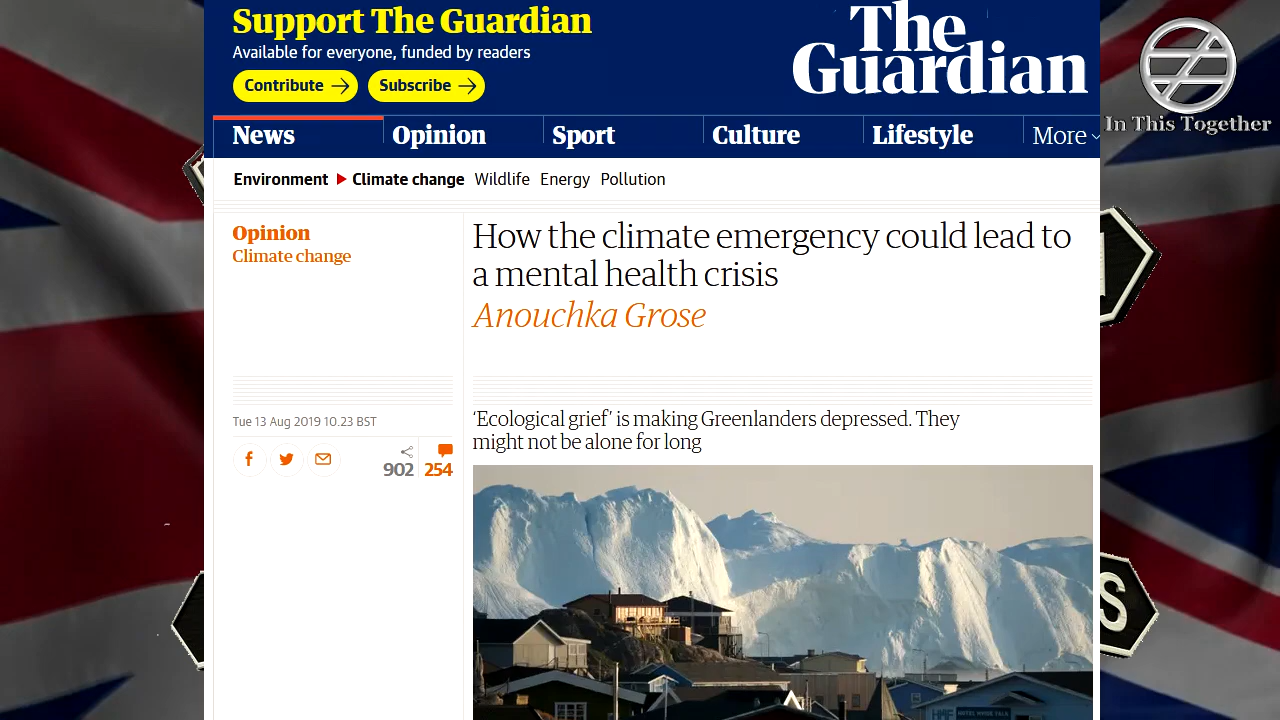 Support The Guardian
Available for everyone, funded by readers
Contribute
Subscribe
The
Guardian
In This Together
News
Opinion
Sport
Culture
Lifestyle
More
Environment
Climate change
Wildlife
Energy
Pollution
Opinion
Climate change
How the climate emergency could lead to
a mental health crisis
Anouchka Grose
Tue 13 Aug 2019 10.23 BST
902
254
‘Ecological grief’ is making Greenlanders depressed. They
might not be alone for long
S